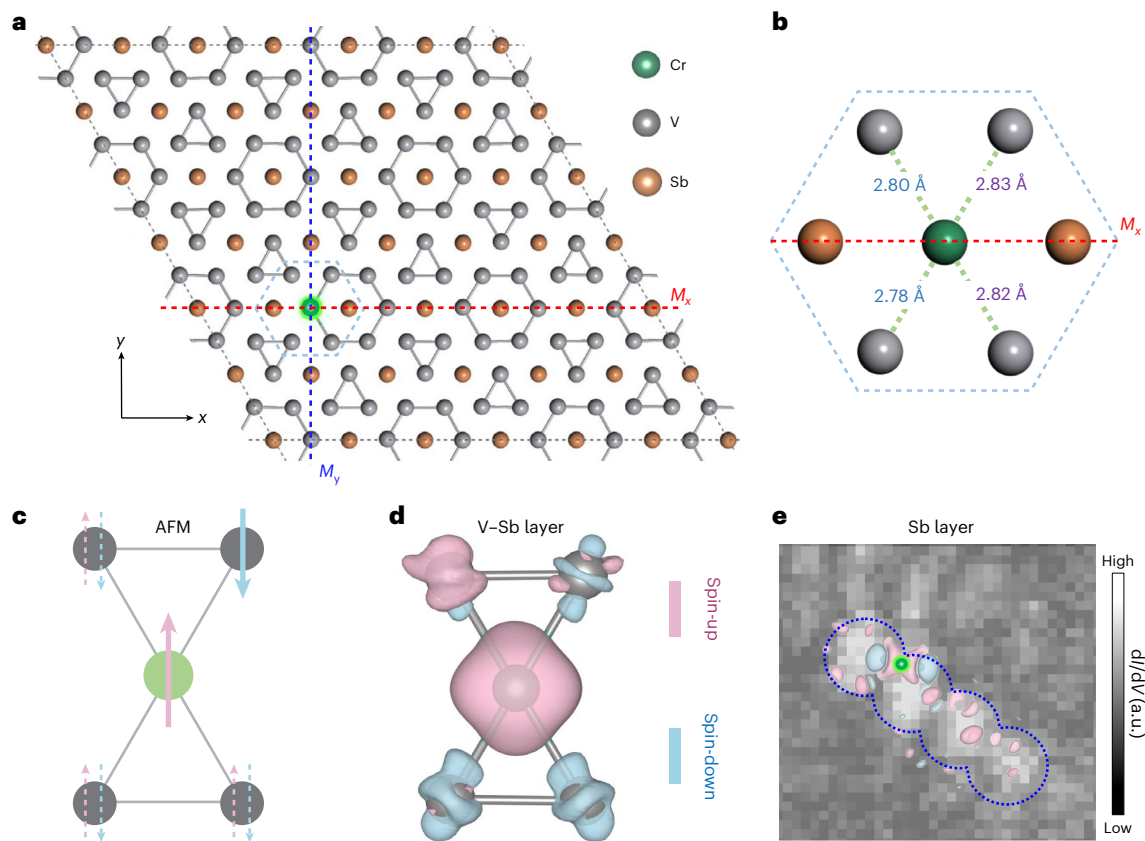 a
Cr
V
Sb
Mx
My
y
x
b
2.80 Å
2.83 Å
Mx
2.78 Å
2.82 Å
c
AFM
d
V–Sb layer
Spin-up
Spin-down
e
Sb layer
High
dI/dV (a.u.)
Low